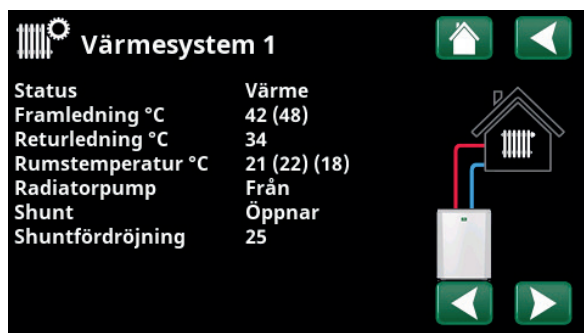 Värmesystem 1
Status Värme
Framledning °C 42 (48)
Returledning °C 34
Rumstemperatur °C 21 (22) (18)
Radiatorpump Från
Shunt Öppnar
Shuntfördröjning 25